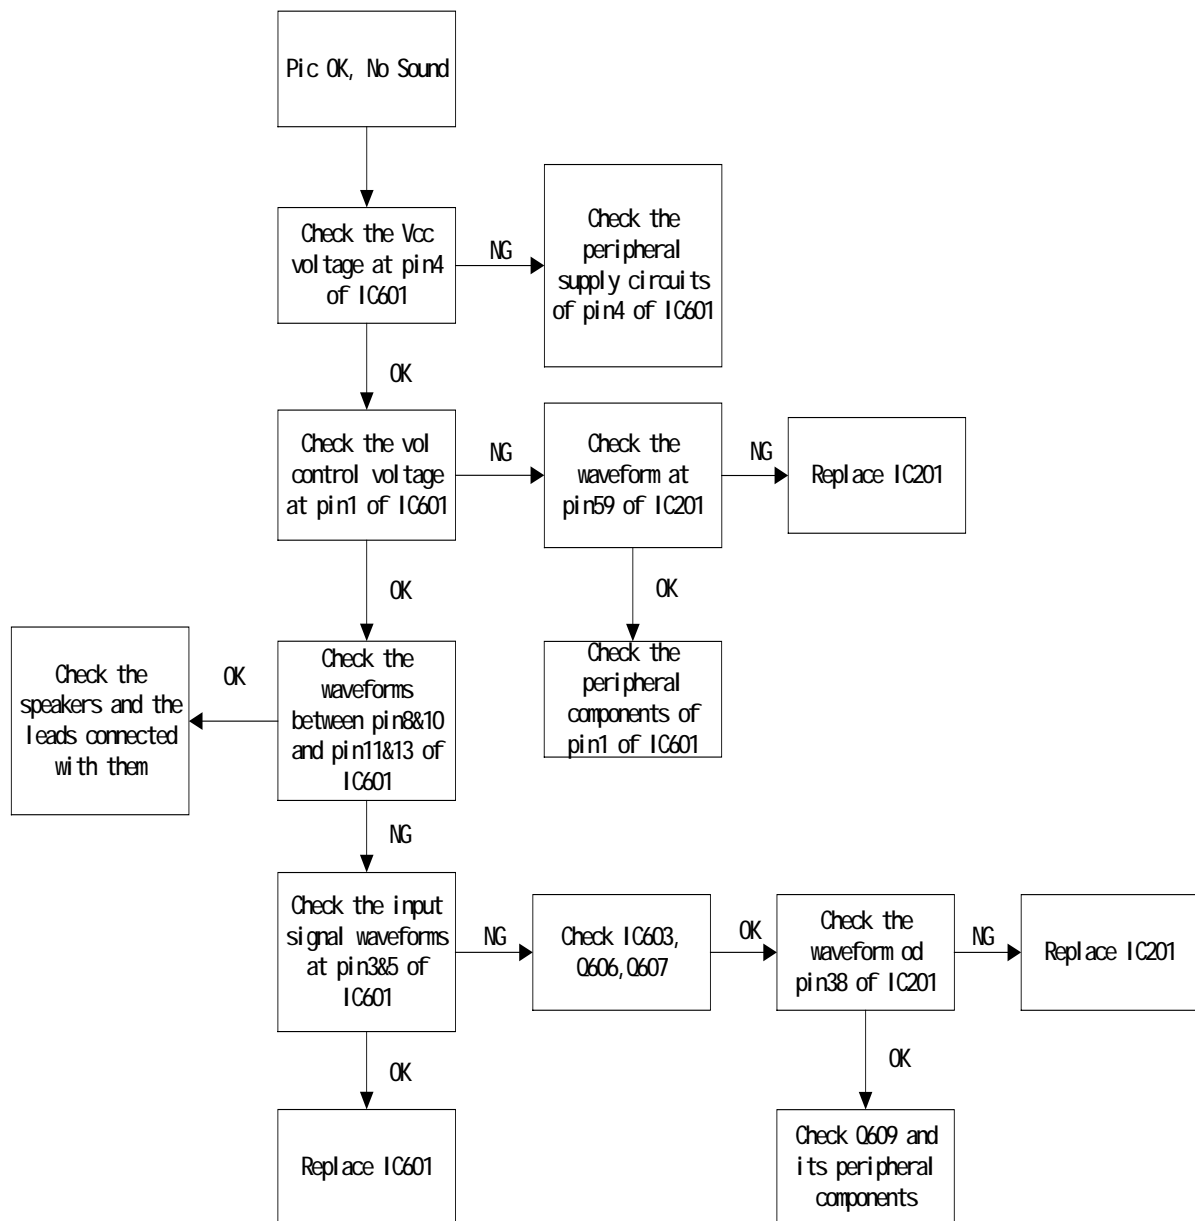 Pic OK, No Sound
Check the Vcc
voltage at pin4
of IC601
NG
Check the
peripheral
supply circuits
of pin4 of IC601
OK
Check the vol
control voltage
at pin1 of IC601
NG
Check the
waveform at
pin59 of IC201
NG
Replace IC201
OK
OK
Check the
speakers and the
leads connected
with them
OK
Check the
waveforms
between pin8&10
and pin11&13 of
IC601
Check the
peripheral
components of
pin1 of IC601
NG
Check the input
signal waveforms
at pin3&5 of
IC601
NG
Check IC603,
Q606,Q607
OK
Check the
waveform od
pin38 of IC201
NG
Replace IC201
OK
OK
Replace IC601
Check Q609 and
its peripheral
components